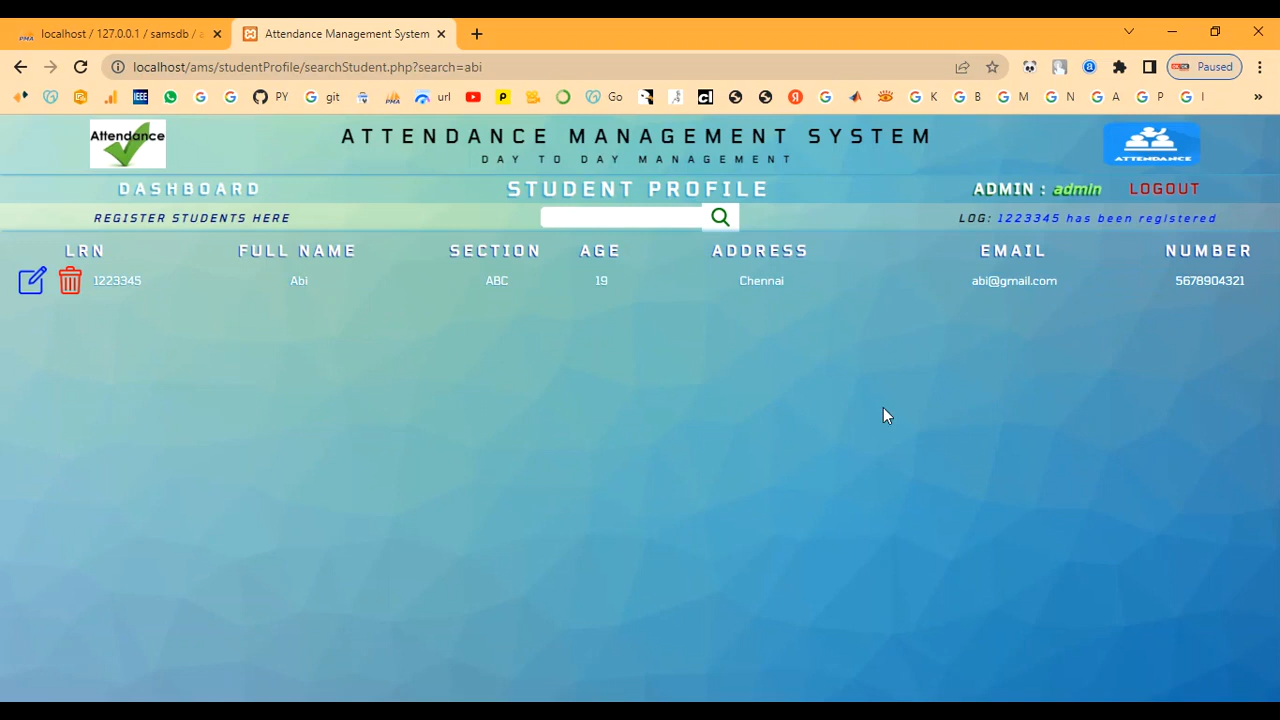 localhost / 127.0.0.1 / samsdb /
Attendance Management System
localhost/ams/studentProfile/searchStudent.php?search=abi
Paused
IEEE
PY
git
PMA
url
Go
K
B
M
N
A
P
I
Attendance
ATTENDANCE MANAGEMENT SYSTEM
DAY TO DAY MANAGEMENT
ATTENDANCE
DASHBOARD
STUDENT PROFILE
ADMIN : admin
LOGOUT
REGISTER STUDENTS HERE
LOG: 1223345 has been registered
LRN FULL NAME SECTION AGE ADDRESS EMAIL NUMBER
1223345 Abi ABC 19 Chennai abi@gmail.com 5678904321